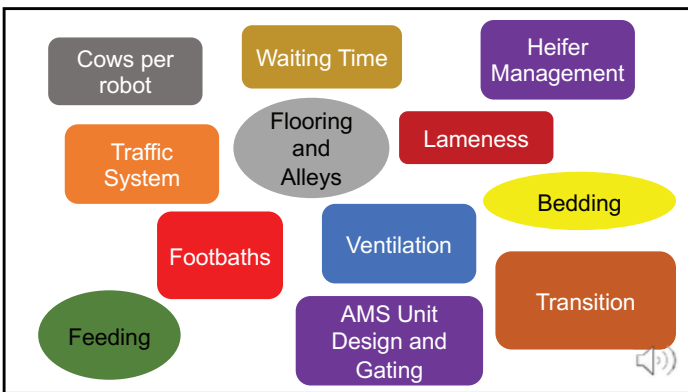 Cows per
robot
Waiting Time
Heifer
Management
Traffic
System
Flooring
and
Alleys
Lameness
Bedding
Footbaths
Ventilation
Transition
Feeding
AMS Unit
Design and
Gating